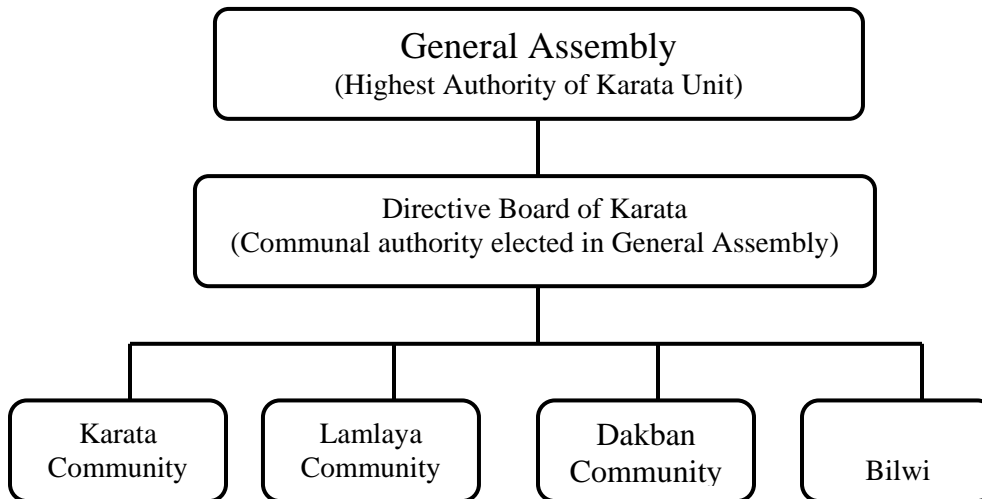 General Assembly
(Highest Authority of Karata Unit)
Directive Board of Karata
(Communal authority elected in General Assembly)
Karata
Community
Lamlaya
Community
Dakban
Community
Bilwi